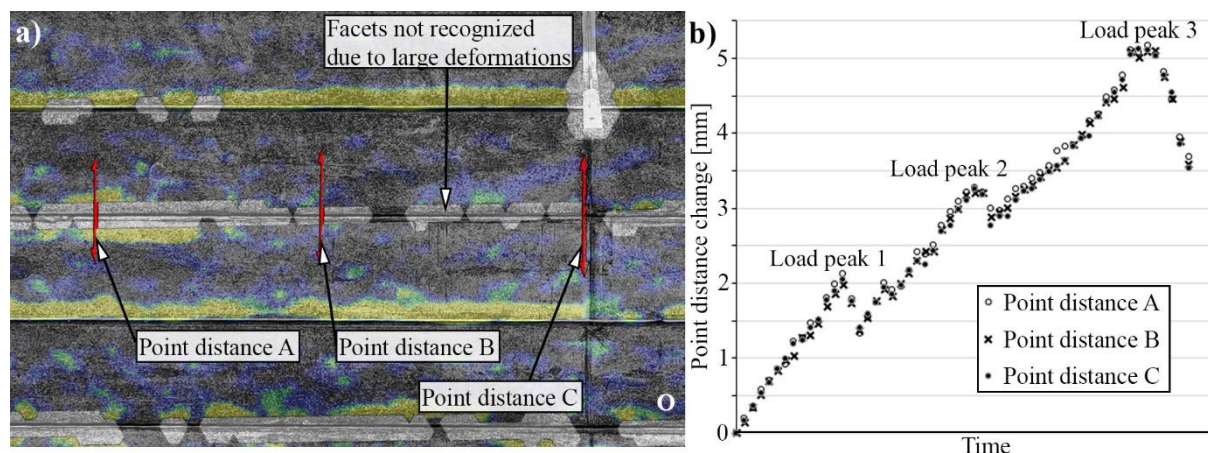 a)
Facets not recognized
due to large deformations
Point distance A
Point distance B
Point distance C
O
b)
Point distance change [mm]
5
4
3
2
1
0
Load peak 1
Load peak 2
Load peak 3
Point distance A
Point distance B
Point distance C
Time